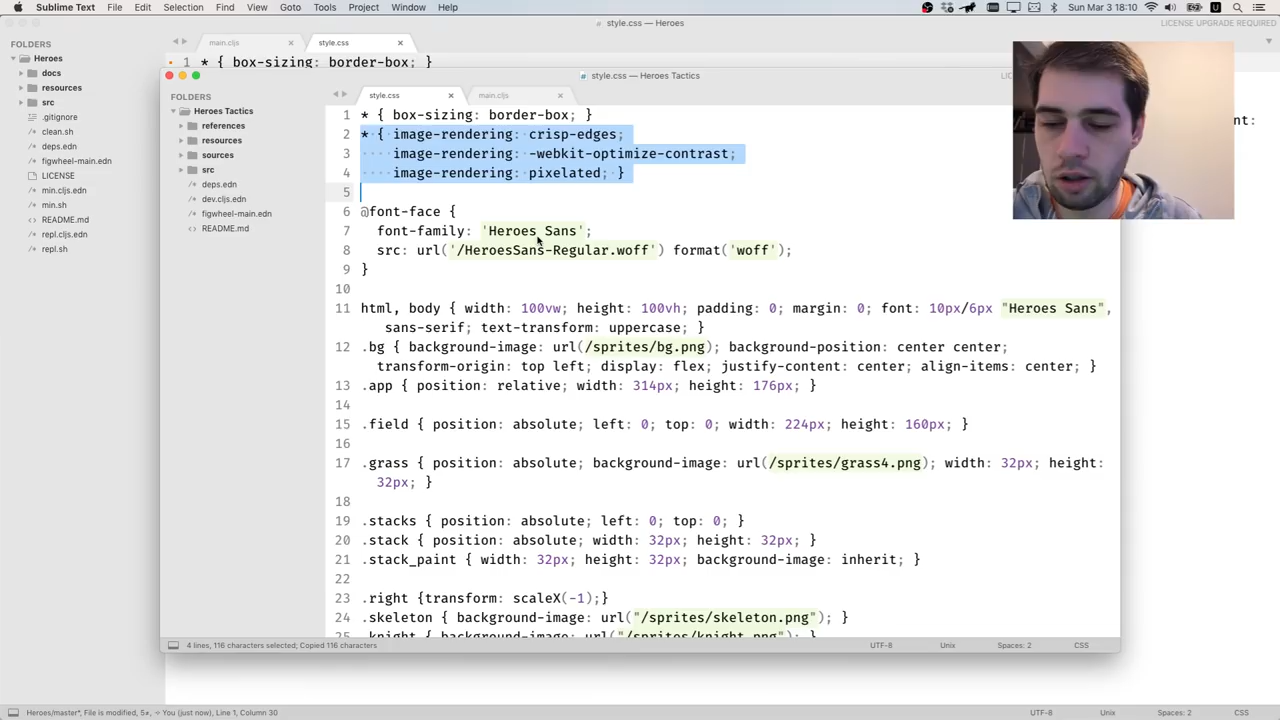 Sublime Text File Edit Selection Find View Goto Tools Project Window Help
Sun Mar 3 18:10
style.css — Heroes
LICENSE UPGRADE REQUIRED
FOLDERS
Heroes
docs
resources
src
.gitignore
clean.sh
deps.edn
figwheel-main.edn
LICENSE
min.cljs.edn
min.sh
README.md
repl.cljs.edn
repl.sh
main.cljs
style.css
1 * { box-sizing: border-box; }
style.css — Heroes Tactics
FOLDERS
Heroes Tactics
references
resources
sources
src
deps.edn
dev.cljs.edn
figwheel-main.edn
README.md
style.css
main.cljs
1 * { box-sizing: border-box; }
2 * { image-rendering: crisp-edges;
3 ···· image-rendering: -webkit-optimize-contrast;
4 ···· image-rendering: pixelated; }
5
6 @font-face {
7 font-family: 'Heroes Sans';
8 src: url('/HeroesSans-Regular.woff') format('woff');
9 }
10
11 html, body { width: 100vw; height: 100vh; padding: 0; margin: 0; font: 10px/6px "Heroes Sans",
sans-serif; text-transform: uppercase; }
12 .bg { background-image: url(/sprites/bg.png); background-position: center center;
transform-origin: top left; display: flex; justify-content: center; align-items: center; }
13 .app { position: relative; width: 314px; height: 176px; }
14
15 .field { position: absolute; left: 0; top: 0; width: 224px; height: 160px; }
16
17 .grass { position: absolute; background-image: url(/sprites/grass4.png); width: 32px; height:
32px; }
18
19 .stacks { position: absolute; left: 0; top: 0; }
20 .stack { position: absolute; width: 32px; height: 32px; }
21 .stack_paint { width: 32px; height: 32px; background-image: inherit; }
22
23 .right {transform: scaleX(-1);}
24 .skeleton { background-image: url("/sprites/skeleton.png"); }
25 .knight { background-image: url("/sprites/knight.png"); }
4 lines, 116 characters selected; Copied 116 characters
UTF-8 Unix Spaces: 2 CSS
nt:
Heroes/master*, File is modified, 5≠, ÷ You (just now), Line 1, Column 30
UTF-8 Unix Spaces: 2 CSS